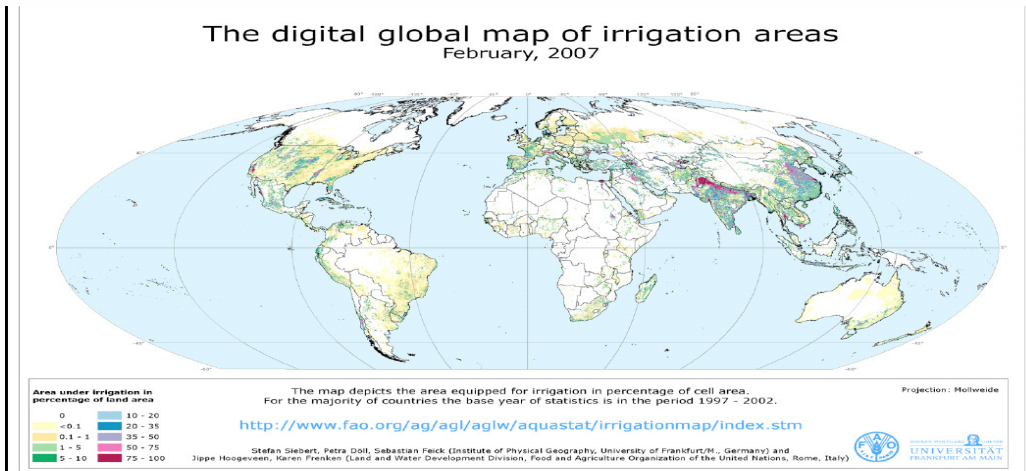 The digital global map of irrigation areas
February, 2007
Area under irrigation in
percentage of land area
0
<0.1
0.1 - 1
1 - 5
5 - 10
10 - 20
20 - 35
35 - 50
50 - 75
75 - 100
The map depicts the area equipped for irrigation in percentage of cell area.
For the majority of countries the base year of statistics is in the period 1997 - 2002.
http://www.fao.org/ag/agl/aglw/aquastat/irrigationmap/index.stm
Stefan Siebert, Petra Döll, Sebastian Feick (Institute of Physical Geography, University of Frankfurt/M., Germany) and
Jippe Hoogeveen, Karen Frenken (Land and Water Development Division, Food and Agriculture Organization of the United Nations, Rome, Italy)
Projection: Mollweide
UNIVERSITÄT
FRANKFURT AM MAIN